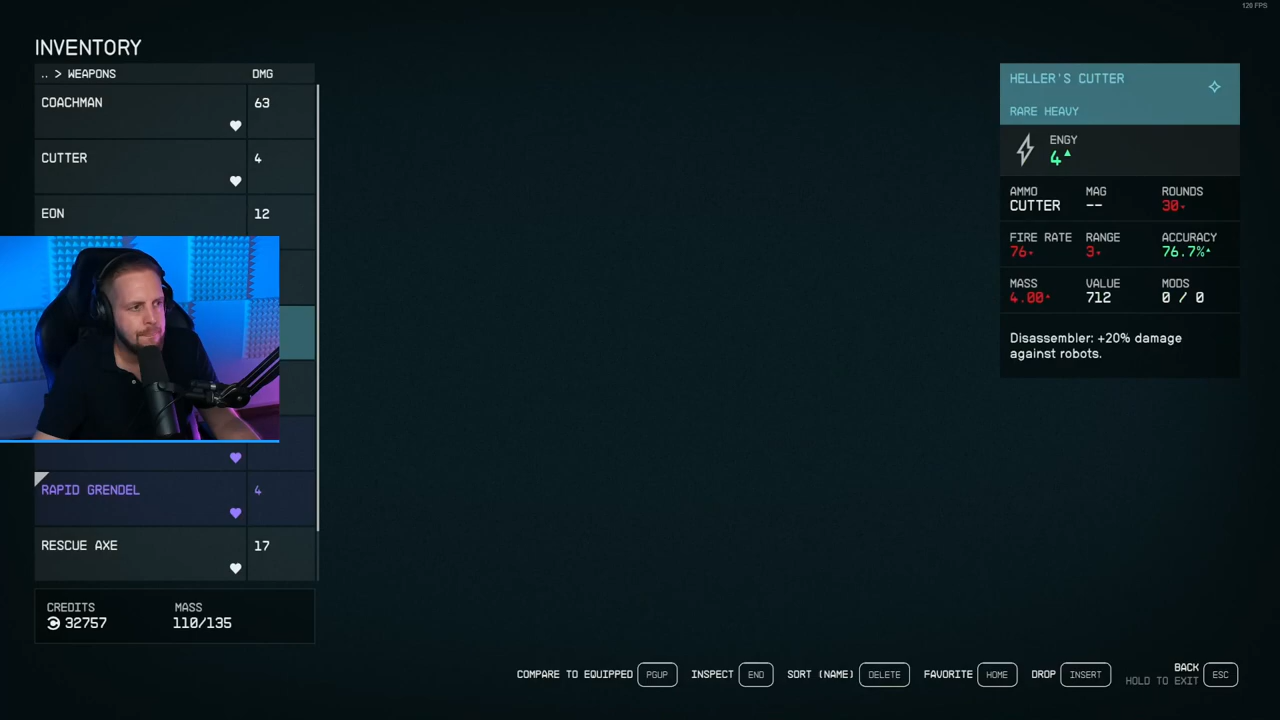 120 FPS
INVENTORY
.. > WEAPONS DMG
COACHMAN 63
CUTTER 4
EON 12
RAPID GRENDEL 4
RESCUE AXE 17
CREDITS MASS
32757 110/135
HELLER'S CUTTER
RARE HEAVY
ENGY
4
AMMO MAG ROUNDS
CUTTER -- 30
FIRE RATE RANGE ACCURACY
76 3 76.7%
MASS VALUE MODS
4.00 712 0 / 0
Disassembler: +20% damage
against robots.
COMPARE TO EQUIPPED PGUP INSPECT END SORT (NAME) DELETE FAVORITE HOME DROP INSERT BACK
HOLD TO EXIT ESC